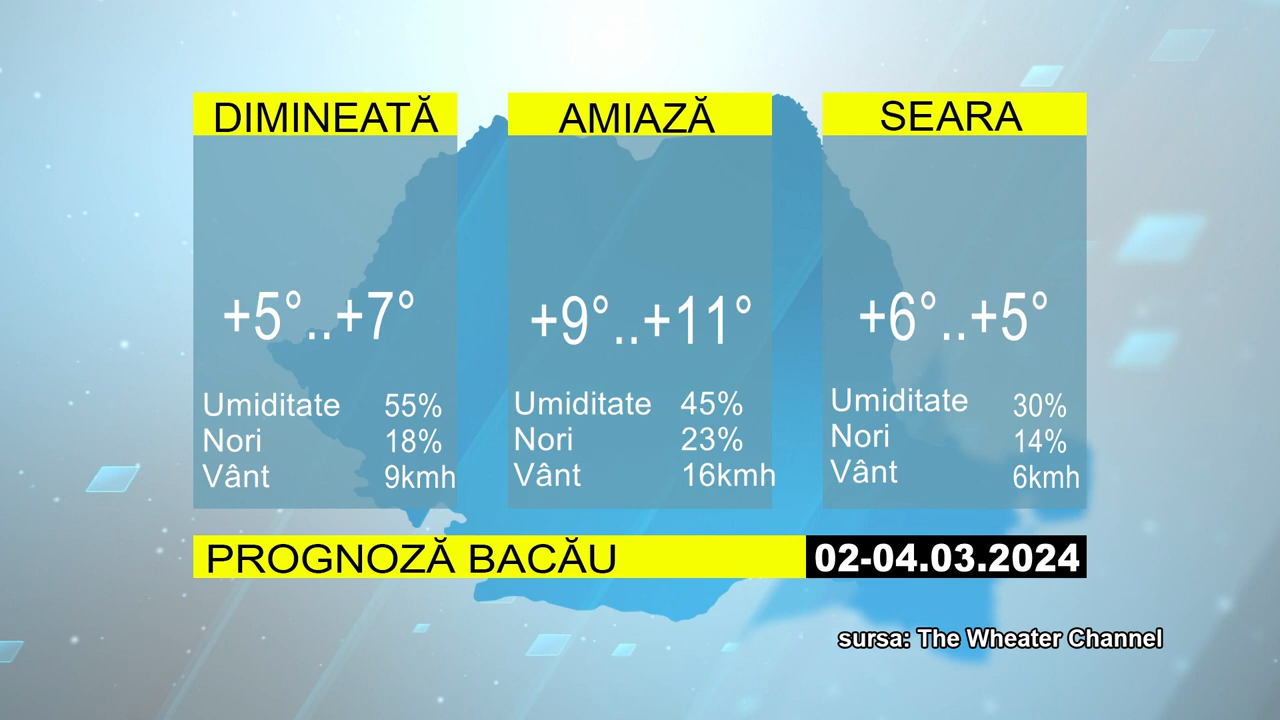 DIMINEATĂ
+5°..+7°
Umiditate 55%
Nori 18%
Vânt 9kmh
AMIAZĂ
+9°..+11°
Umiditate 45%
Nori 23%
Vânt 16kmh
SEARA
+6°..+5°
Umiditate 30%
Nori 14%
Vânt 6kmh
PROGNOZĂ BACĂU 02-04.03.2024
sursa: The Wheater Channel